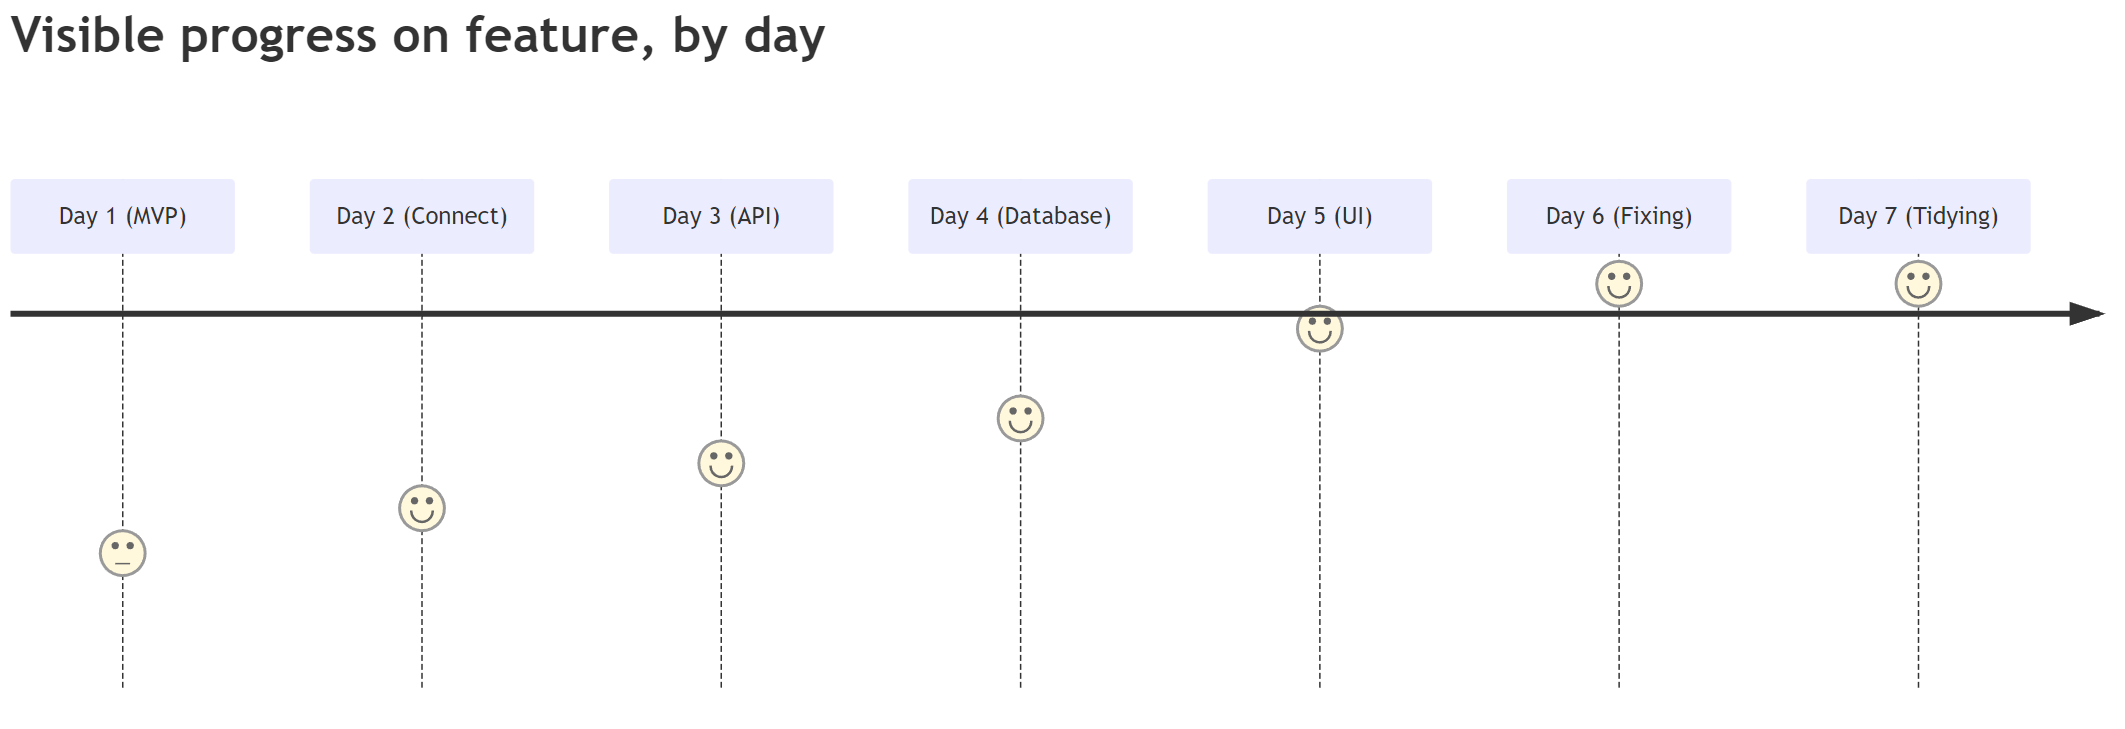 Visible progress on feature, by day
Day 1 (MVP)
Day 2 (Connect)
Day 3 (API)
Day 4 (Database)
Day 5 (UI)
Day 6 (Fixing)
Day 7 (Tidying)